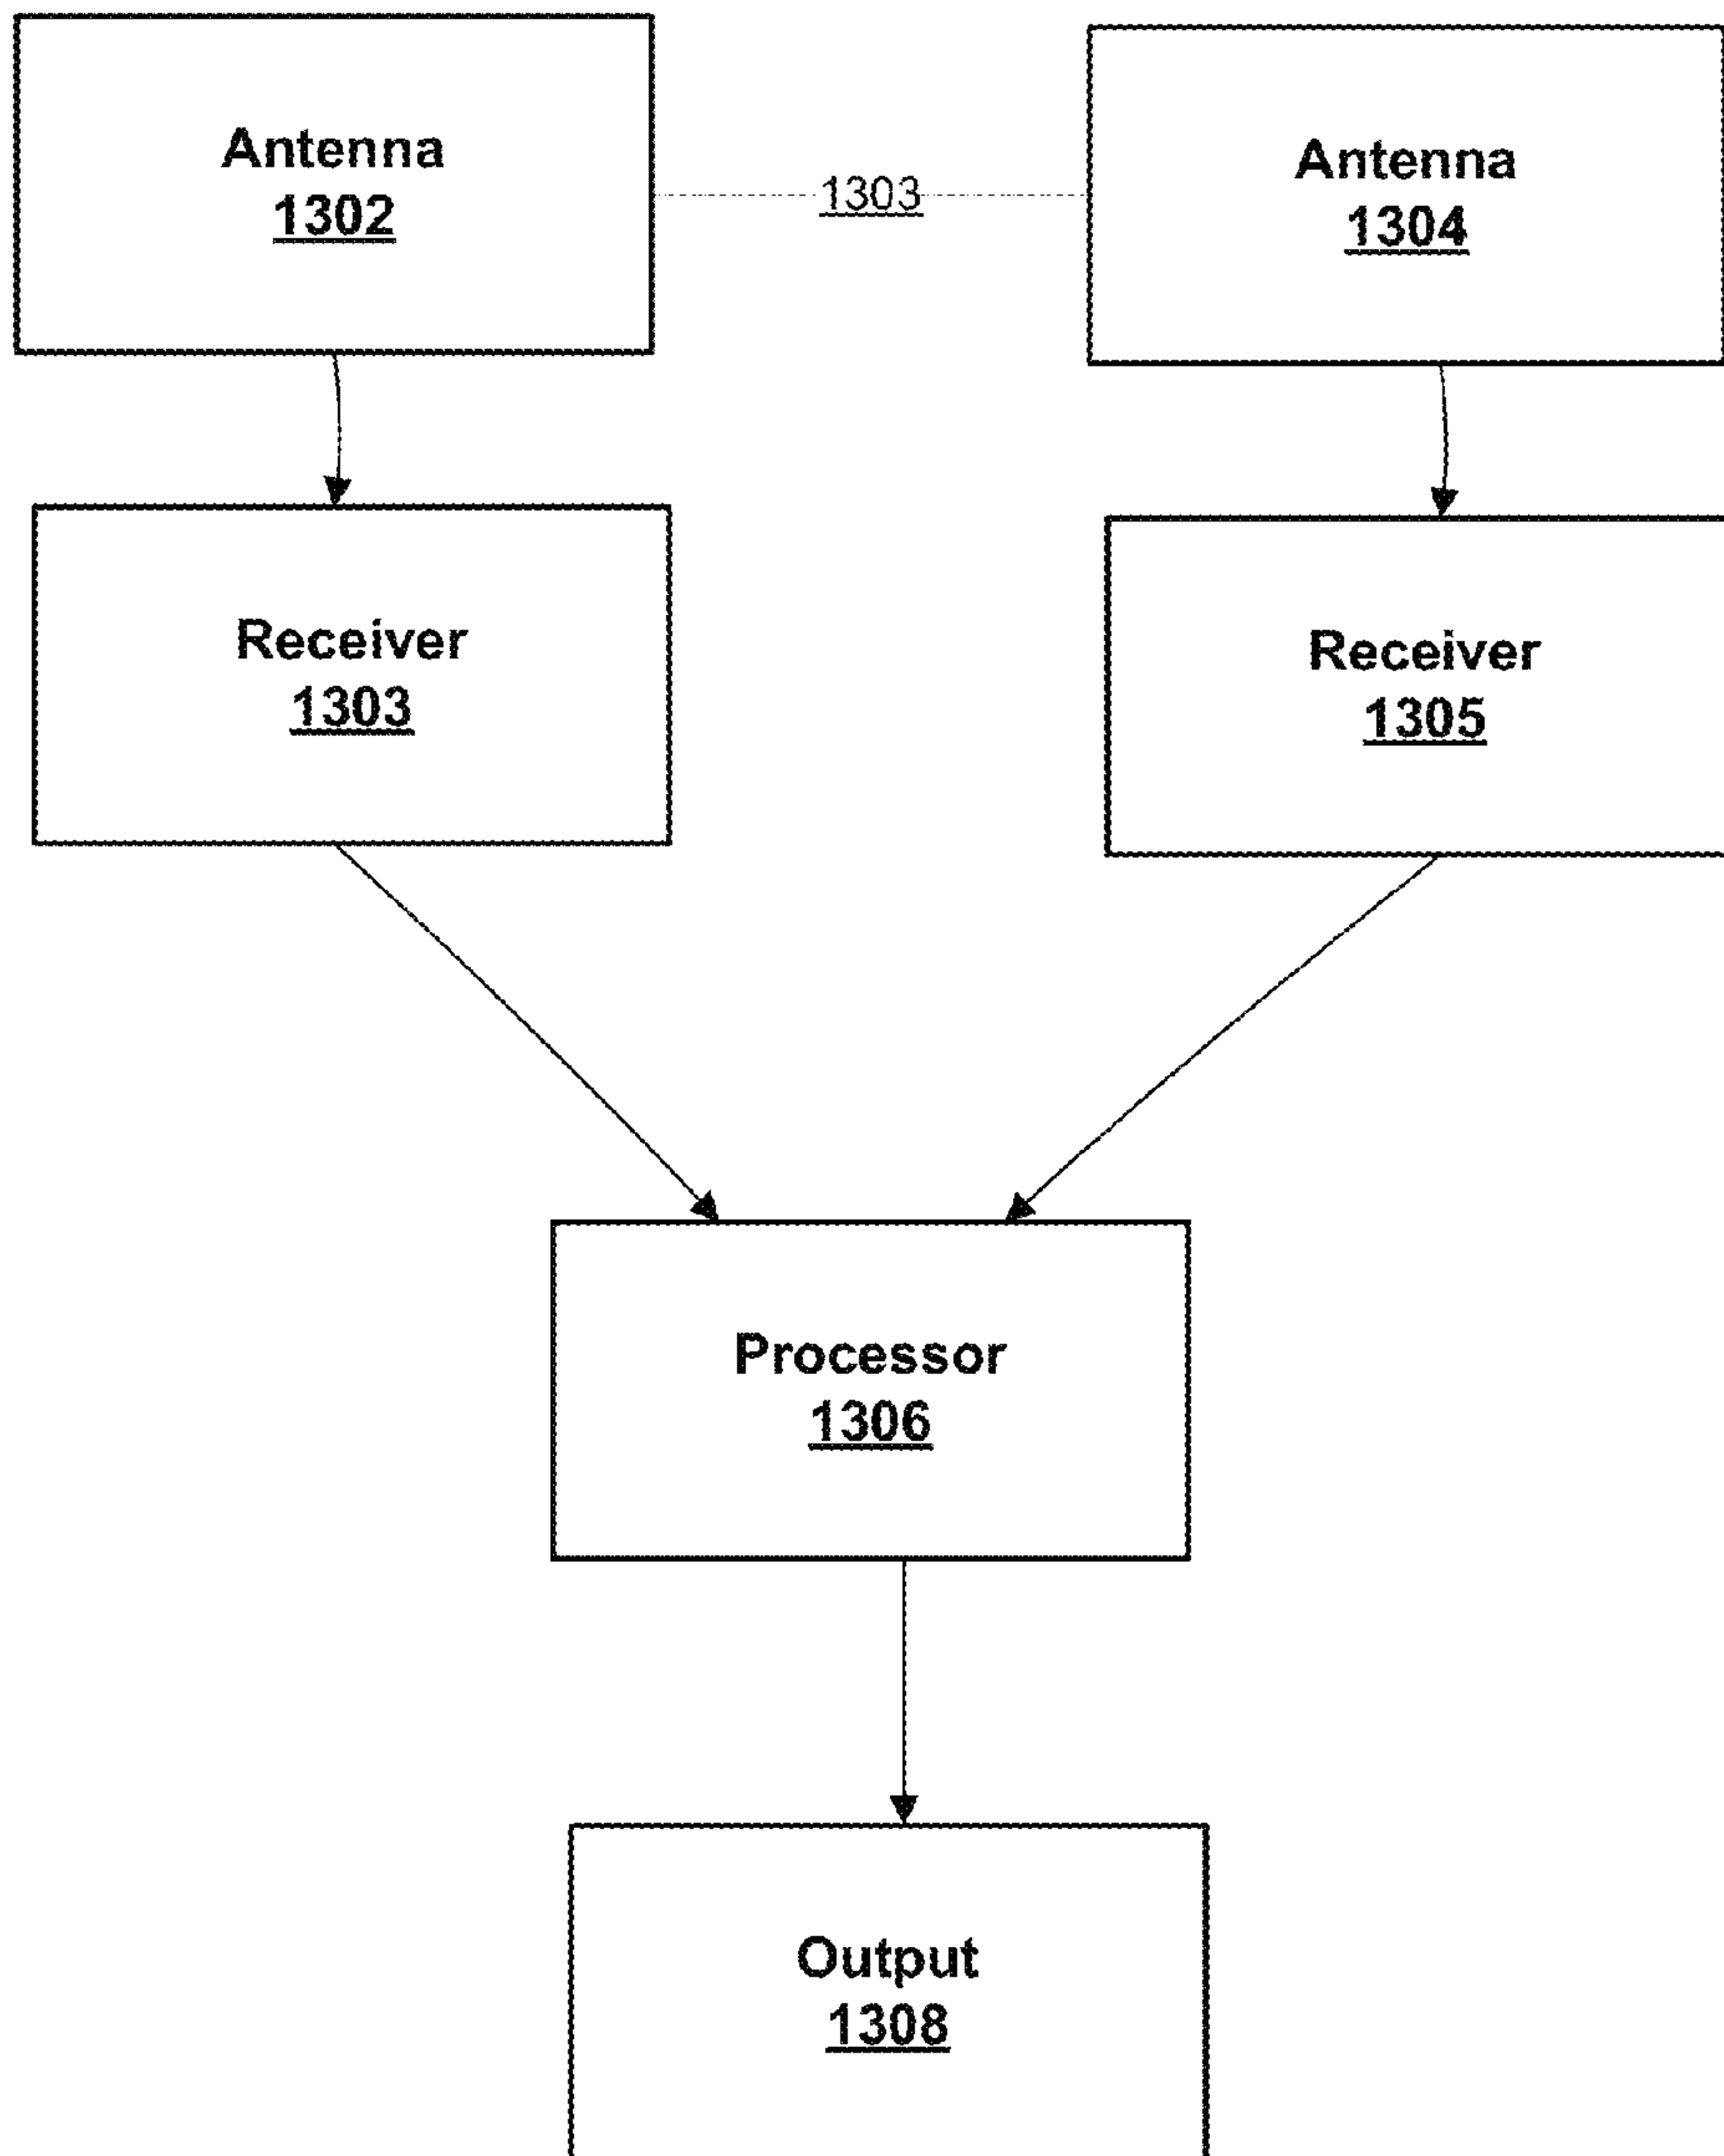 Antenna
1302
1303
Antenna
1304
Receiver
1303
Receiver
1305
Processor
1306
Output
1308